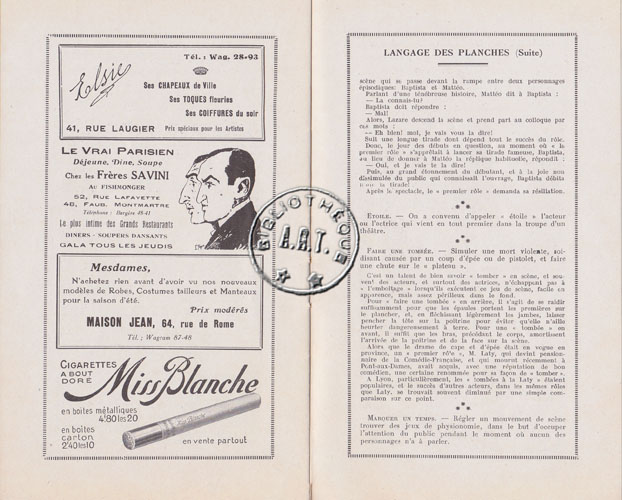 Elsie
Tél: Wag. 28-93
Ses CHAPEAUX de Ville
Ses TOQUES fleuries
Ses COIFFURES du soir
41, RUE LAUGIER Prix spéciaux pour les Artistes
LE VRAI PARISIEN
Déjeune, Dine, Soupe
Chez les Frères SAVINI
AU FISHMONGER
52, RUE LAFAYETTE
48, FAUB. MONTMARTRE
Téléphone: Bergère 48-41
Le plus intime des Grands Restaurants
DINERS - SOUPERS DANSANTS
GALA TOUS LES JEUDIS
Mesdames,
N'achetez rien avant d'avoir vu nos nouveaux
modèles de Robes, Costumes tailleurs et Manteaux
pour la saison d'été.
Prix modérés
MAISON JEAN, 64, rue de Rome
Tél.: Wagram 87-48
CIGARETTES
ABOUT
DORE
Miss Blanche
en boîtes métalliques
4f80 les 20
en boîtes
carton
2f40 les 10
en vente partout
BIBLIOTHÈQUE
A.R.T.
LANGAGE DES PLANCHES (Suite)
scène qui se passe devant la rampe entre deux personnages
épisodiques: Baptista et Mattéo.
Parlant d'une ténébreuse histoire, Mattéo dit à Baptista :
— La connais-tu?
Baptista doit répondre :
— Mal!
Alors, Lazare descend la scène et prend part au colloque par
ces mots :
— Eh bien! moi, je vais vous la dire!
Suit une longue tirade dont dépend tout le succès du rôle.
Donc, le jour des débuts en question, au moment où « le
premier rôle » s'apprêtait à lancer sa tirade fameuse, Baptista,
au lieu de donner à Mattéo la réplique habituelle, répondit :
— Oui, et je vais te la dire!
Puis, au grand étonnement du débutant, et à la joie non
dissimulée du public qui connaissait l'ouvrage, Baptista débita
la tirade!
Après le spectacle, le « premier rôle » demanda sa résiliation.
ÉTOILE. — On a convenu d'appeler « étoile » l'acteur
ou l'actrice qui vient en tout premier dans la troupe d'un
théâtre.
FAIRE UNE TOMBÉE. — Simuler une mort violente, soi-
disant causée par un coup d'épée ou de pistolet, et faire
une chute sur le « plateau ».
C'est un talent de bien savoir « tomber » en scène, et sou-
vent des acteurs, et surtout des actrices, n'échappent pas à
« l'emballage » lorsqu'ils exécutent ce jeu de scène, facile en
apparence, mais assez périlleux dans le fond.
Pour « faire une tombée » en arrière, il s'agit de se raidir
suffisamment pour que les épaules portent les premières sur
le plancher, et, en fléchissant légèrement les jambes, laisser
pencher la tête sur la poitrine pour éviter qu'elle n'aille
heurter dangereusement à terre. Pour une « tombée » en
avant, il suffit que les bras, précédant le corps, amortissent
l'arrivée de la poitrine et de la face sur la scène.
Alors que le drame de cape et d'épée était en vogue en
province, un « premier rôle », M. Laty, qui devint pension-
naire de la Comédie-Française, et qui mourut récemment à
Pont-aux-Dames, avait acquis, avec une réputation de bon
comédien, une certaine renommée pour sa façon de « tomber ».
A Lyon, particulièrement, les « tombées à la Laty » étaient
populaires, et le succès d'autres acteurs, dans les mêmes rôles
que Laty, se trouvait souvent diminué par une simple com-
paraison sur ce point.
MARQUER UN TEMPS. — Régler un mouvement de scène
trouver des jeux de physionomie, dans le but d'occuper
l'attention du public pendant le moment où aucun des
personnages n'a à parler.